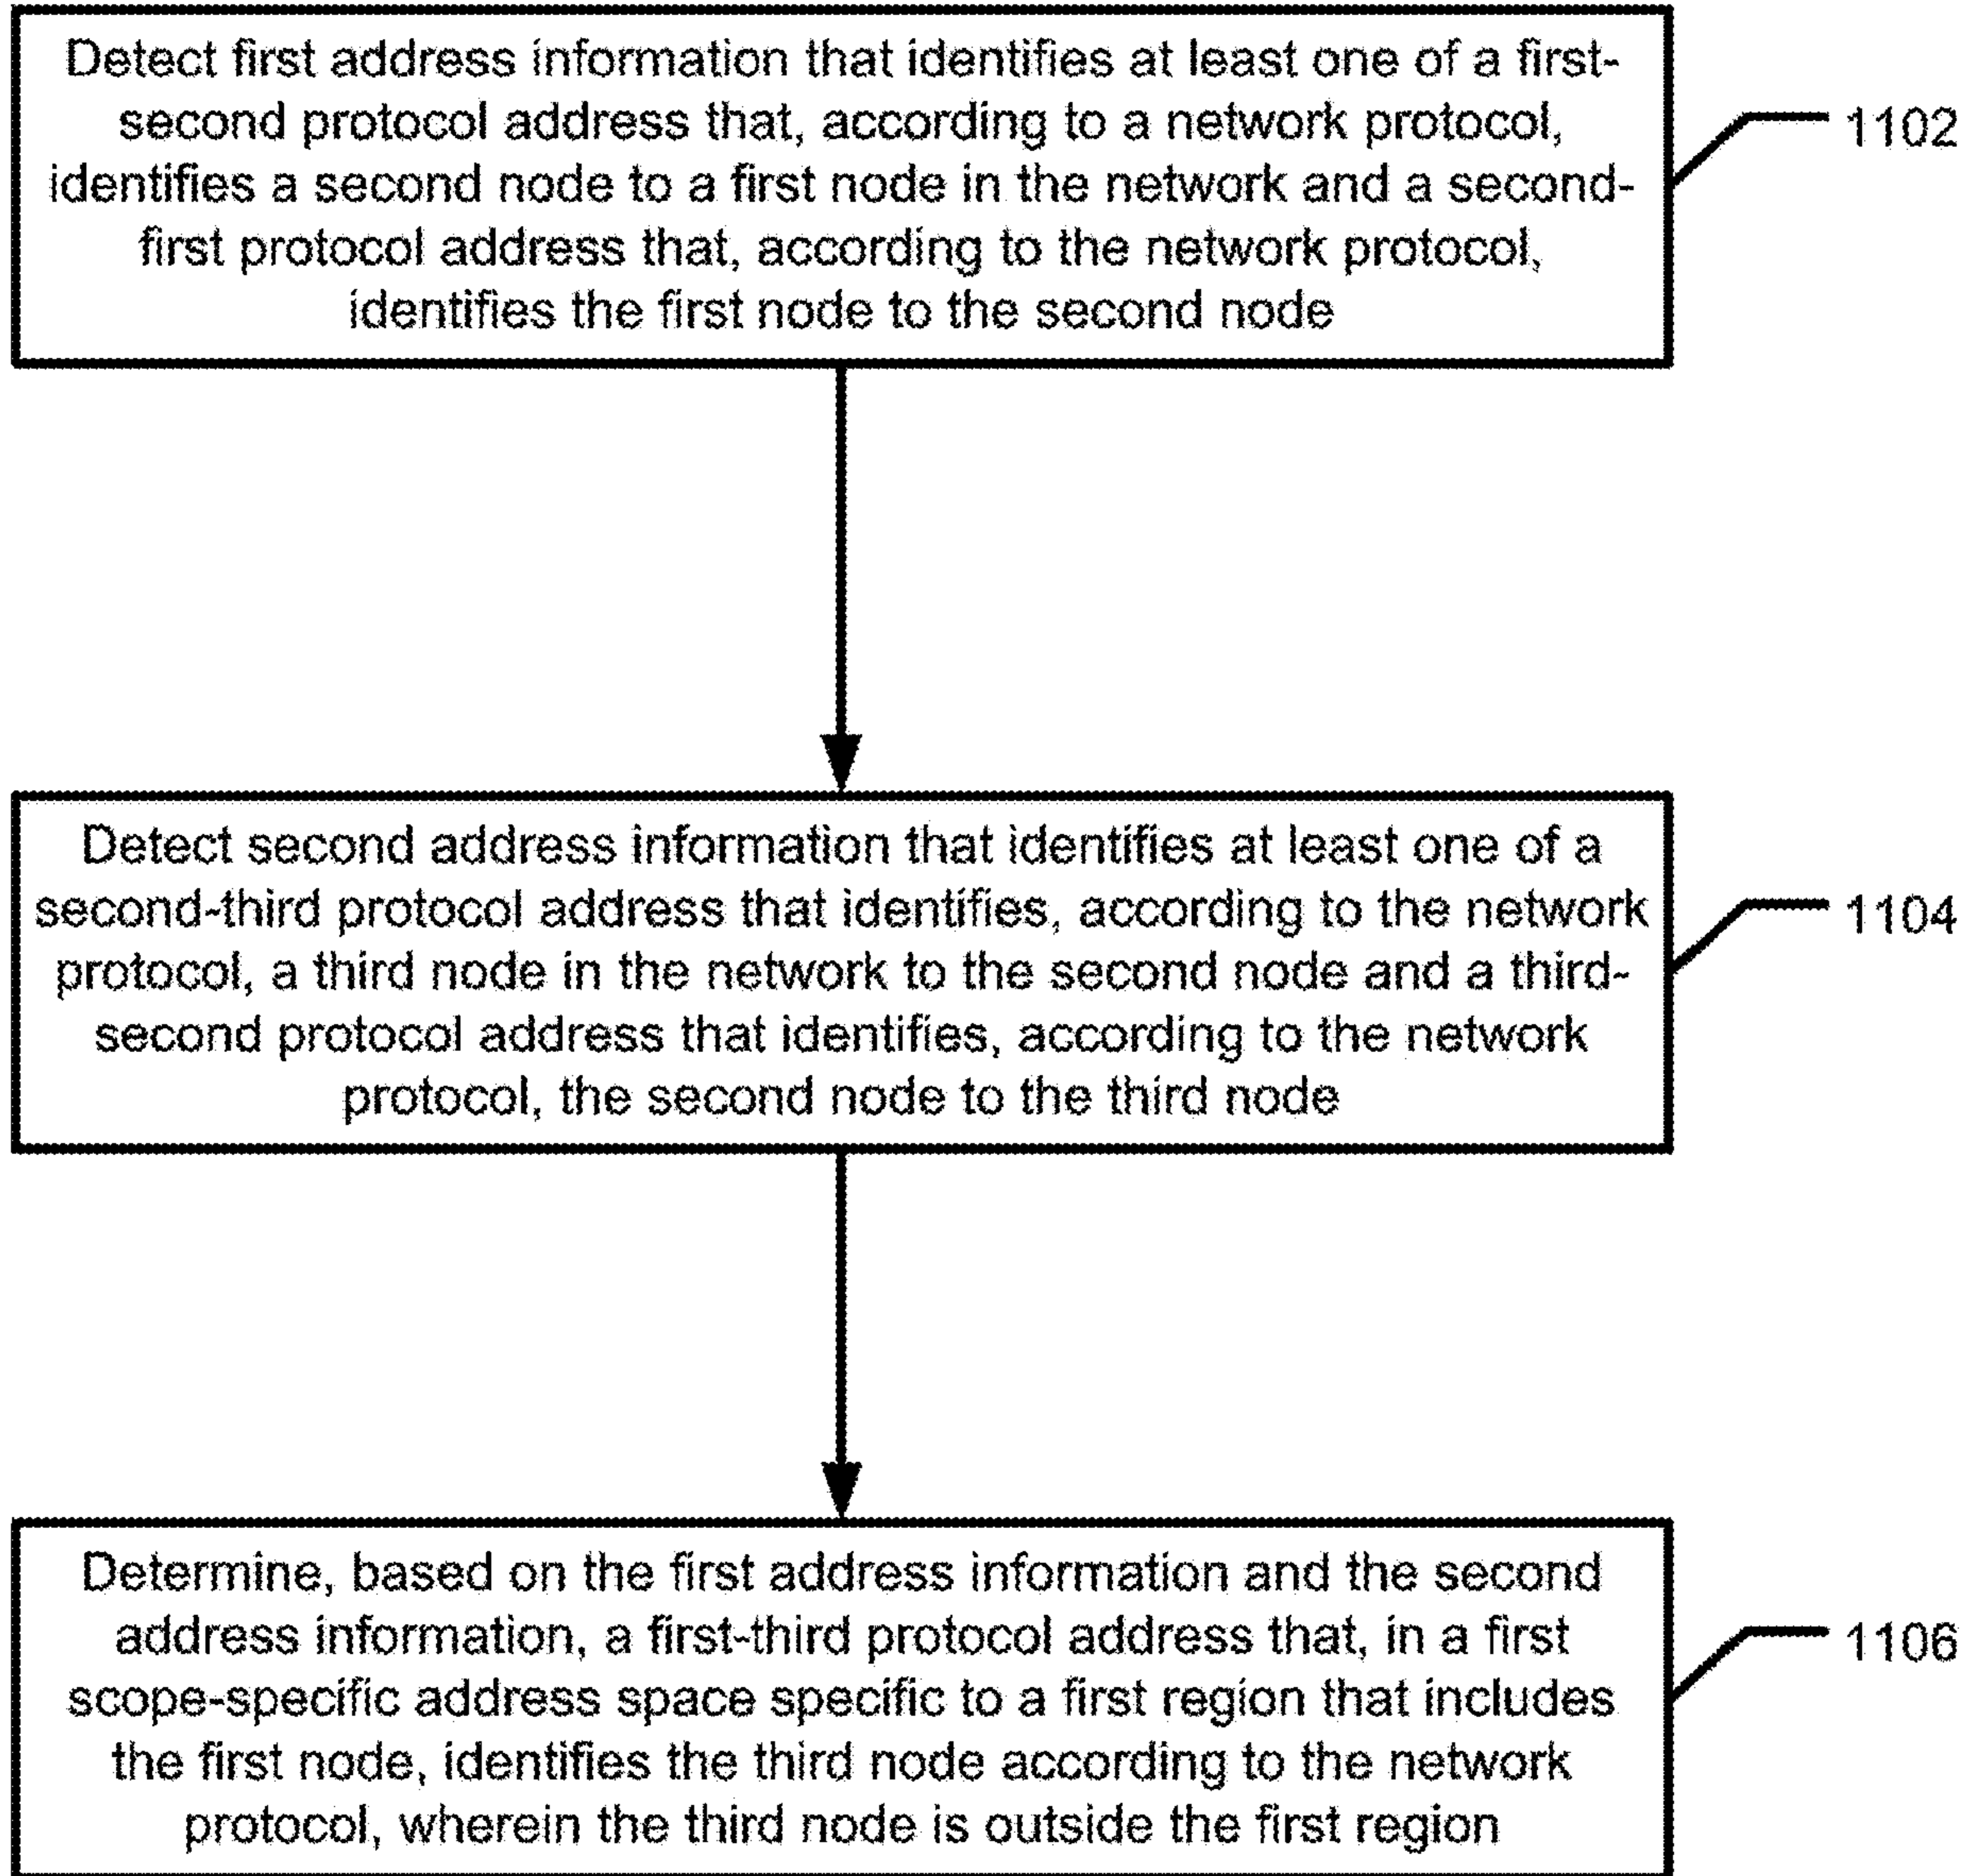 Detect first address information that identifies at least one of a first-
second protocol address that, according to a network protocol,
identifies a second node to a first node in the network and a second-
first protocol address that, according to the network protocol,
identifies the first node to the second node
1102
Detect second address information that identifies at least one of a
second-third protocol address that identifies, according to the network
protocol, a third node in the network to the second node and a third-
second protocol address that identifies, according to the network
protocol, the second node to the third node
1104
Determine, based on the first address information and the second
address information, a first-third protocol address that, in a first
scope-specific address space specific to a first region that includes
the first node, identifies the third node according to the network
protocol, wherein the third node is outside the first region
1106